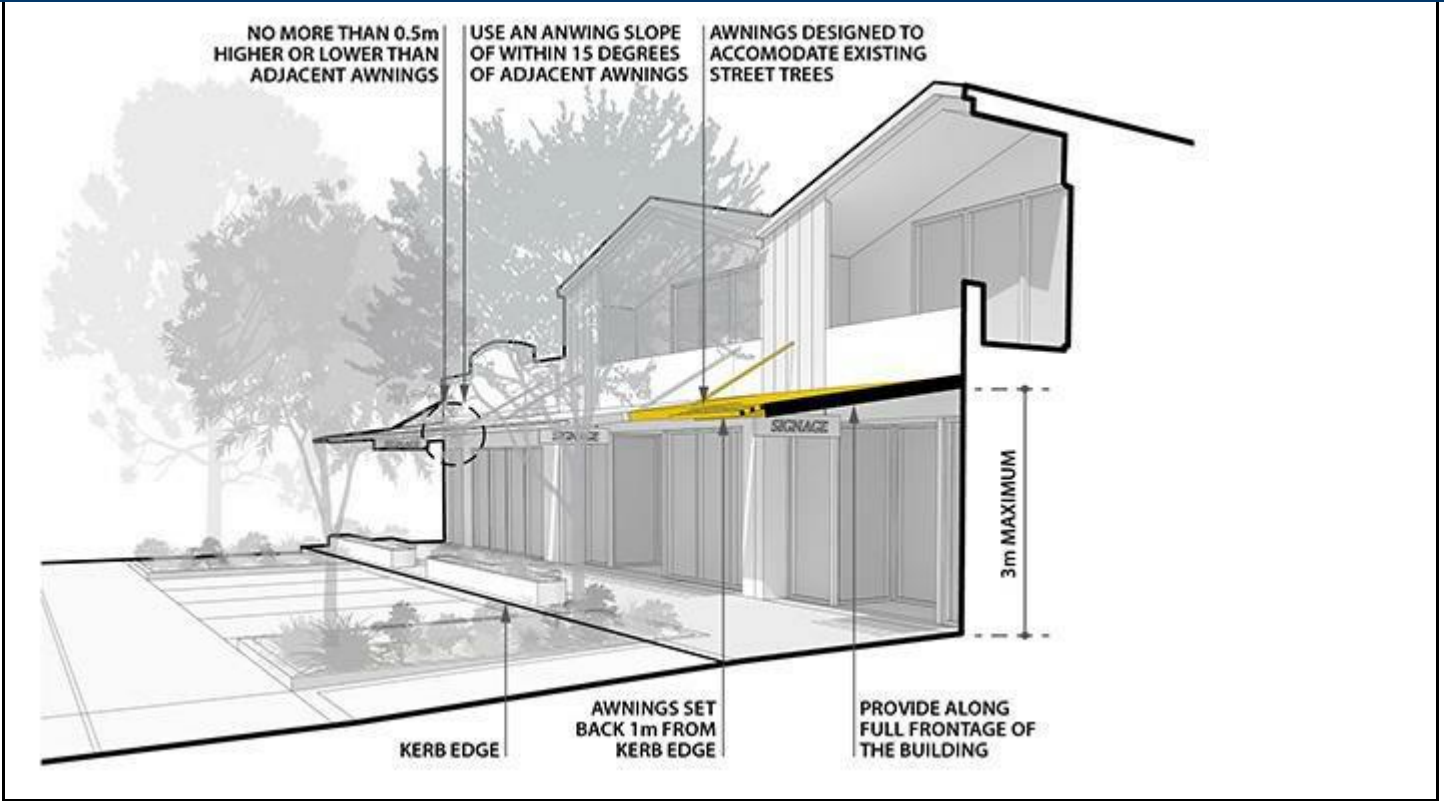 NO MORE THAN 0.5m
HIGHER OR LOWER THAN
ADJACENT AWNINGS
USE AN ANWING SLOPE
OF WITHIN 15 DEGREES
OF ADJACENT AWNINGS
AWNINGS DESIGNED TO
ACCOMODATE EXISTING
STREET TREES
SIGNAGE
SIGNAGE
SIGNAGE
3m MAXIMUM
KERB EDGE
AWNINGS SET
BACK 1m FROM
KERB EDGE
PROVIDE ALONG
FULL FRONTAGE OF
THE BUILDING